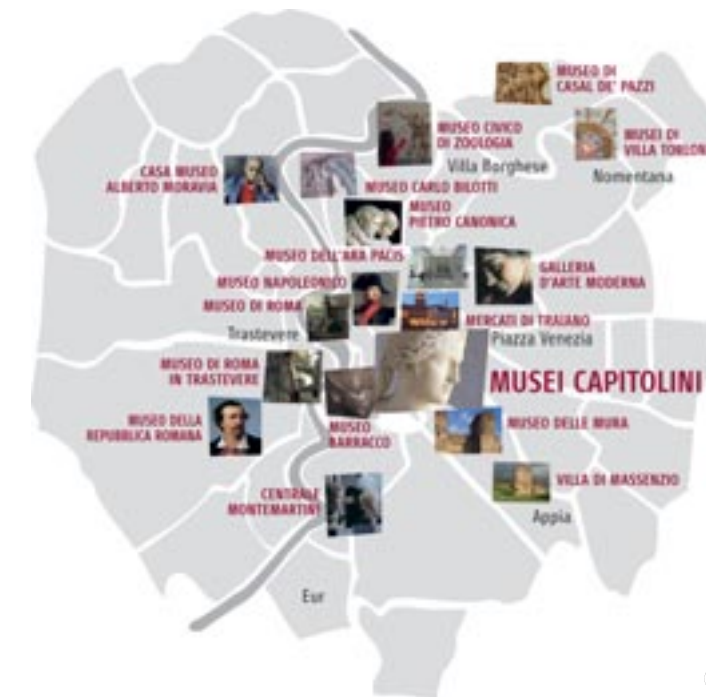 MUSEO DI
CASAL DE' PAZZI
MUSEO CIVICO
DI ZOOLOGIA
MUSEI DI
VILLA TORLON
Villa Borghese
Nomentana
CASA MUSEO
ALBERTO MORAVIA
MUSEO CARLO BILOTTI
MUSEO
PIETRO CANONICA
MUSEO DELL'ARA PACIS
GALLERIA
D'ARTE MODERNA
MUSEO NAPOLEONICO
MUSEO DI ROMA
MERCATI DI TRAIANO
Trastevere
Piazza Venezia
MUSEO DI ROMA
IN TRASTEVERE
MUSEI CAPITOLINI
MUSEO DELLA
REPUBBLICA ROMANA
MUSEO
BARRACCO
MUSEO DELLE MURA
VILLA DI MASSENZIO
CENTRALE
MONTEMARTINI
Appia
Eur